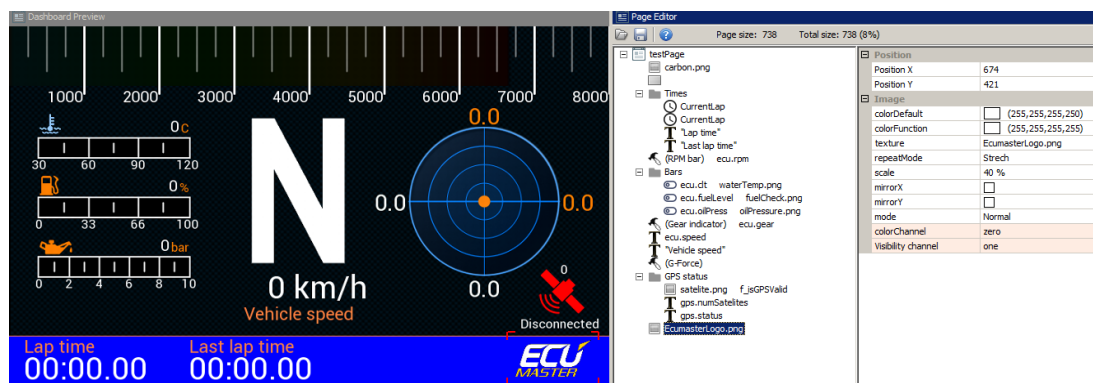 Dashboard Preview
1000 2000 3000 4000 5000 6000 7000 8000
0c
30 60 90 120
0%
0 33 66 100
0bar
0 2 4 6 8 10
N
0 km/h
Vehicle speed
0.0
0.0 0.0
0.0
0
Disconnected
Lap time Last lap time
00:00.00 00:00.00
ECU
MASTER
Page Editor
Page size: 738 Total size: 738 (8%)
testPage
carbon.png
Times
CurrentLap
CurrentLap
"Lap time"
"Last lap time"
(RPM bar) ecu.rpm
Bars
ecu.clt waterTemp.png
ecu.fuelLevel fuelCheck.png
ecu.oilPress oilPressure.png
(Gear indicator) ecu.gear
ecu.speed
"Vehicle speed"
(G-Force)
GPS status
satelite.png f_isGPSValid
gps.numSatelites
gps.status
EcumasterLogo.png
Position
Position X 674
Position Y 421
Image
colorDefault (255,255,255,250)
colorFunction (255,255,255,255)
texture EcumasterLogo.png
repeatMode Strech
scale 40 %
mirrorX
mirrorY
mode Normal
colorChannel zero
Visibility channel one